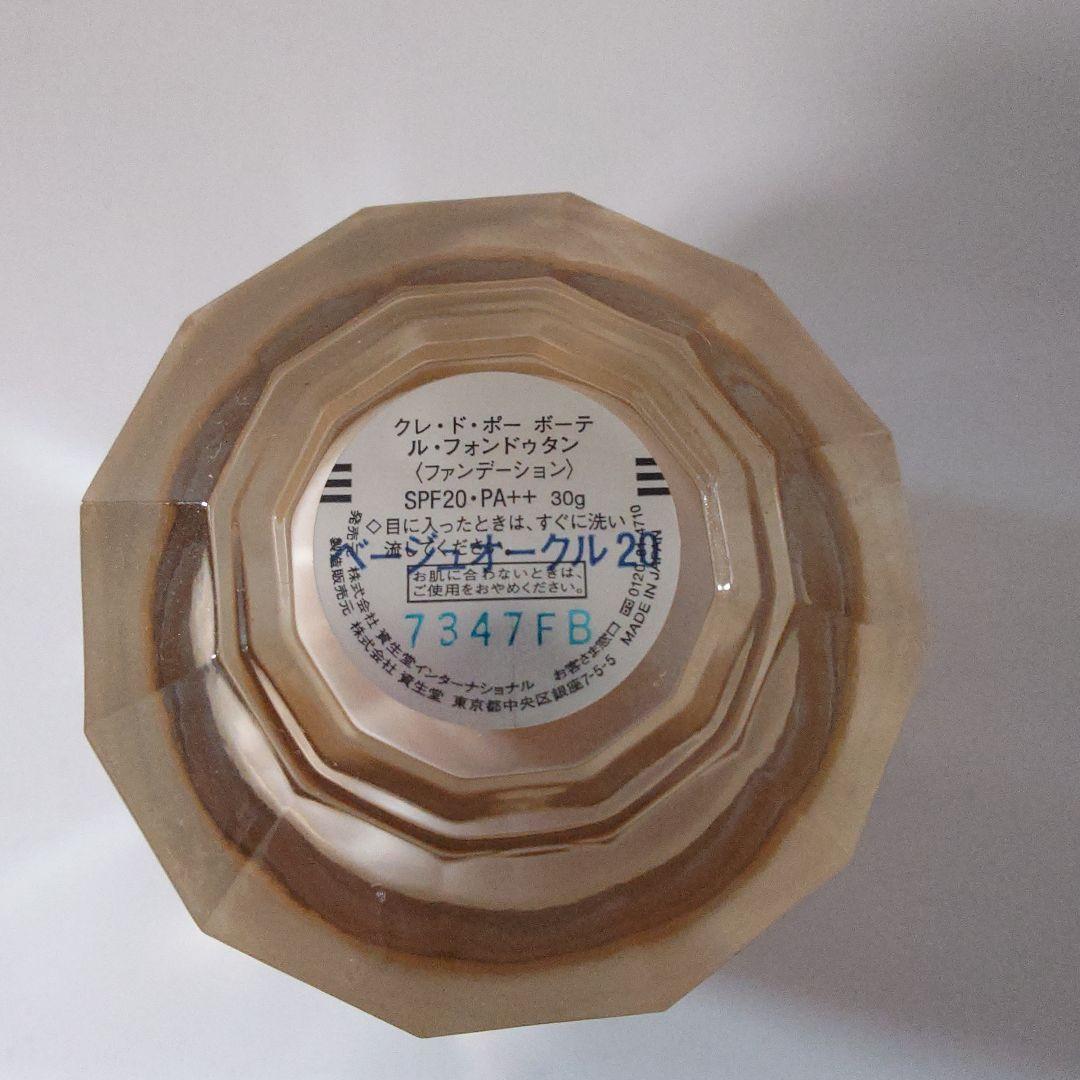 クレ・ド・ポー ボーテ
ル・フォンドゥタン
〈ファンデーション〉
SPF20・PA++ 30g
◇目に入ったときは、すぐに洗い
流してください。
ベージュオークル20
お肌に合わないときは、
ご使用をおやめください。
7347FB
発売元 株式会社 資生堂インターナショナル お客さま窓口
製造販売元 株式会社 資生堂 東京都中央区銀座7-5-5 MADE IN JAPAN